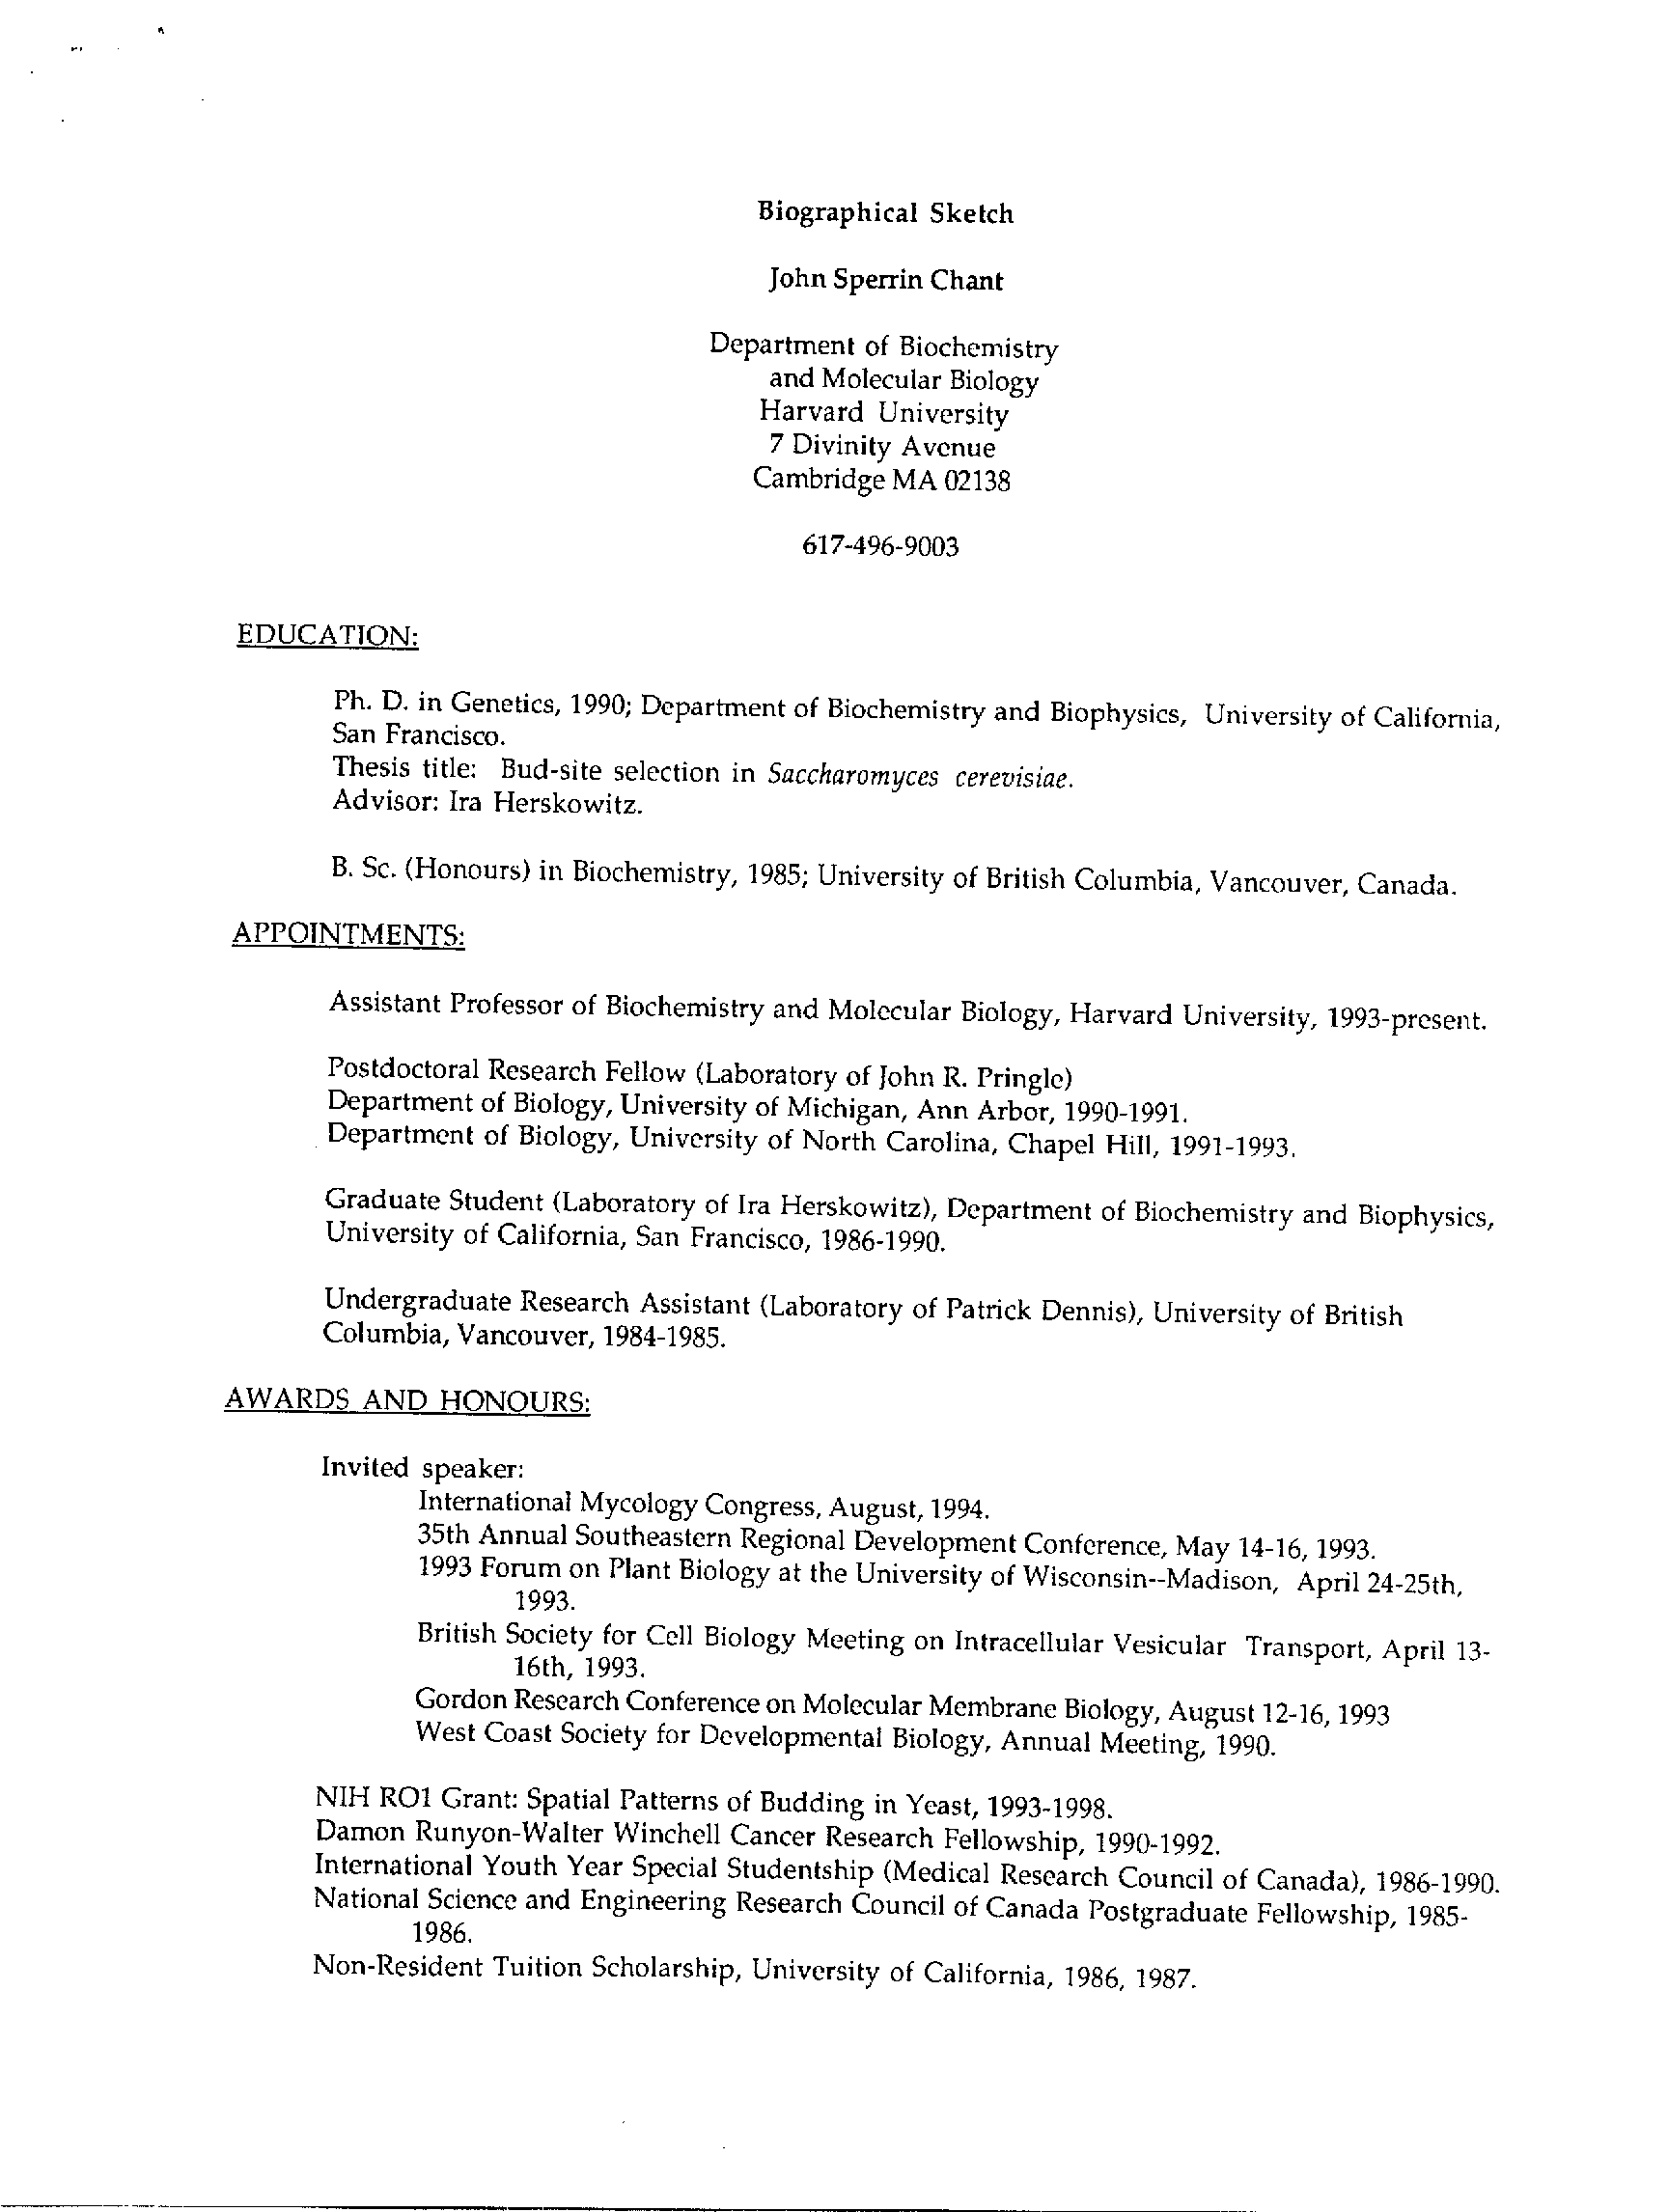 Biographical Sketch
John Sperrin Chant
Department of Biochemistry
and Molecular Biology
Harvard University
7 Divinity Avenue
Cambridge MA 02138
617-496-9003
EDUCATION:
Ph. D. in Genetics, 1990; Department of Biochemistry and Biophysics, University of California,
San Francisco.
Thesis title: Bud-site selection in Saccharomyces cerevisiae.
Advisor: Ira Herskowitz.
B. Sc. (Honours) in Biochemistry, 1985; University of British Columbia, Vancouver, Canada.
APPOINTMENTS:
Assistant Professor of Biochemistry and Molecular Biology, Harvard University, 1993-present.
Postdoctoral Research Fellow (Laboratory of John R. Pringle)
Department of Biology, University of Michigan, Ann Arbor, 1990-1991.
Department of Biology, University of North Carolina, Chapel Hill, 1991-1993.
Graduate Student (Laboratory of Ira Herskowitz), Department of Biochemistry and Biophysics,
University of California, San Francisco, 1986-1990.
Undergraduate Research Assistant (Laboratory of Patrick Dennis), University of British
Columbia, Vancouver, 1984-1985.
AWARDS AND HONOURS:
Invited speaker:
International Mycology Congress, August, 1994.
35th Annual Southeastern Regional Development Conference, May 14-16, 1993.
1993 Forum on Plant Biology at the University of Wisconsin--Madison, April 24-25th,
1993.
British Society for Cell Biology Meeting on Intracellular Vesicular Transport, April 13-
16th, 1993.
Gordon Research Conference on Molecular Membrane Biology, August 12-16, 1993
West Coast Society for Developmental Biology, Annual Meeting, 1990.
NIH RO1 Grant: Spatial Patterns of Budding in Yeast, 1993-1998.
Damon Runyon-Walter Winchell Cancer Research Fellowship, 1990-1992.
International Youth Year Special Studentship (Medical Research Council of Canada), 1986-1990.
National Science and Engineering Research Council of Canada Postgraduate Fellowship, 1985-
1986.
Non-Resident Tuition Scholarship, University of California, 1986, 1987.